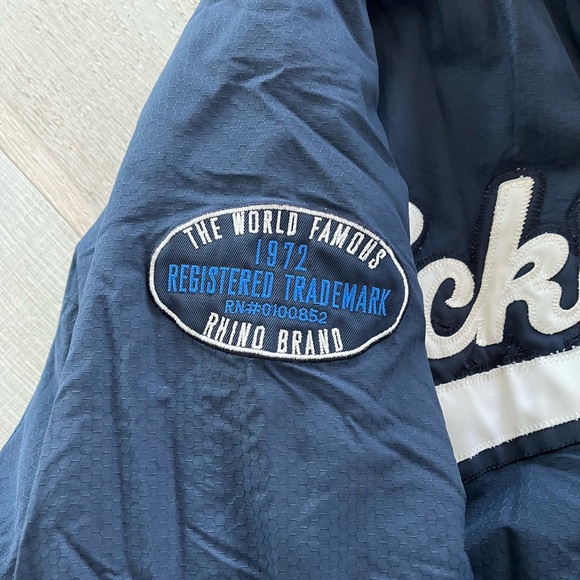 THE WORLD FAMOUS
1972
REGISTERED TRADEMARK
RN#0100852
RHINO BRAND